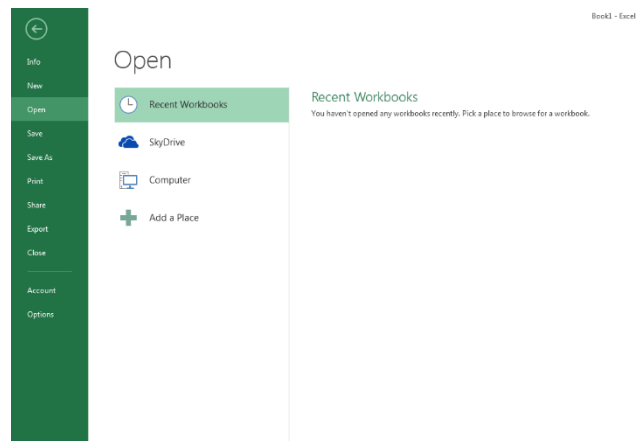 Book1 - Excel
Info
New
Open
Save
Save As
Print
Share
Export
Close
Account
Options
Open
Recent Workbooks
SkyDrive
Computer
Add a Place
Recent Workbooks
You haven't opened any workbooks recently. Pick a place to browse for a workbook.